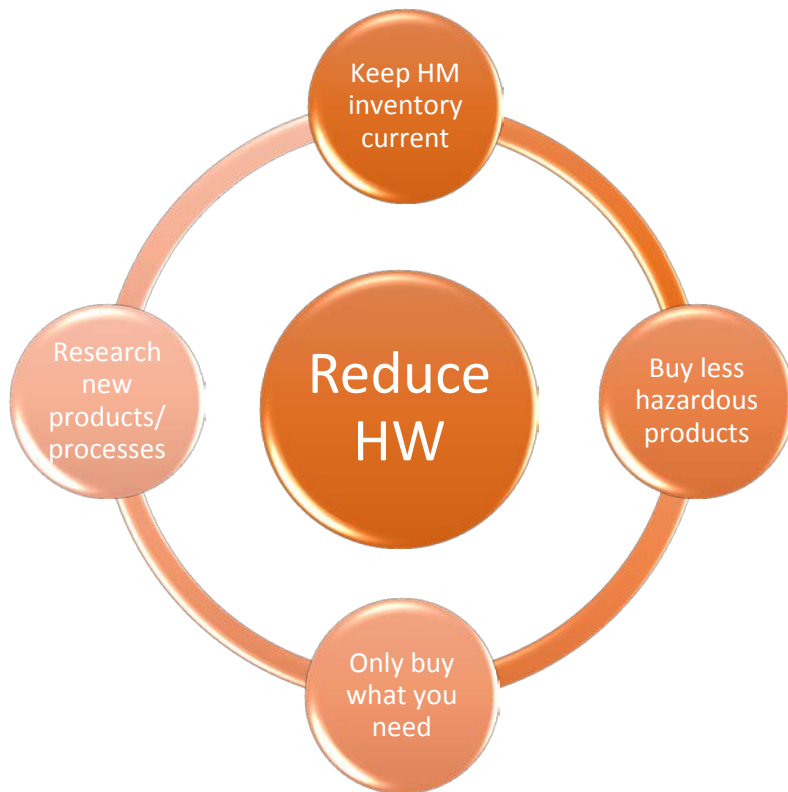 Keep HM
inventory
current
Research
new
products/
processes
Reduce
HW
Buy less
hazardous
products
Only buy
what you
need